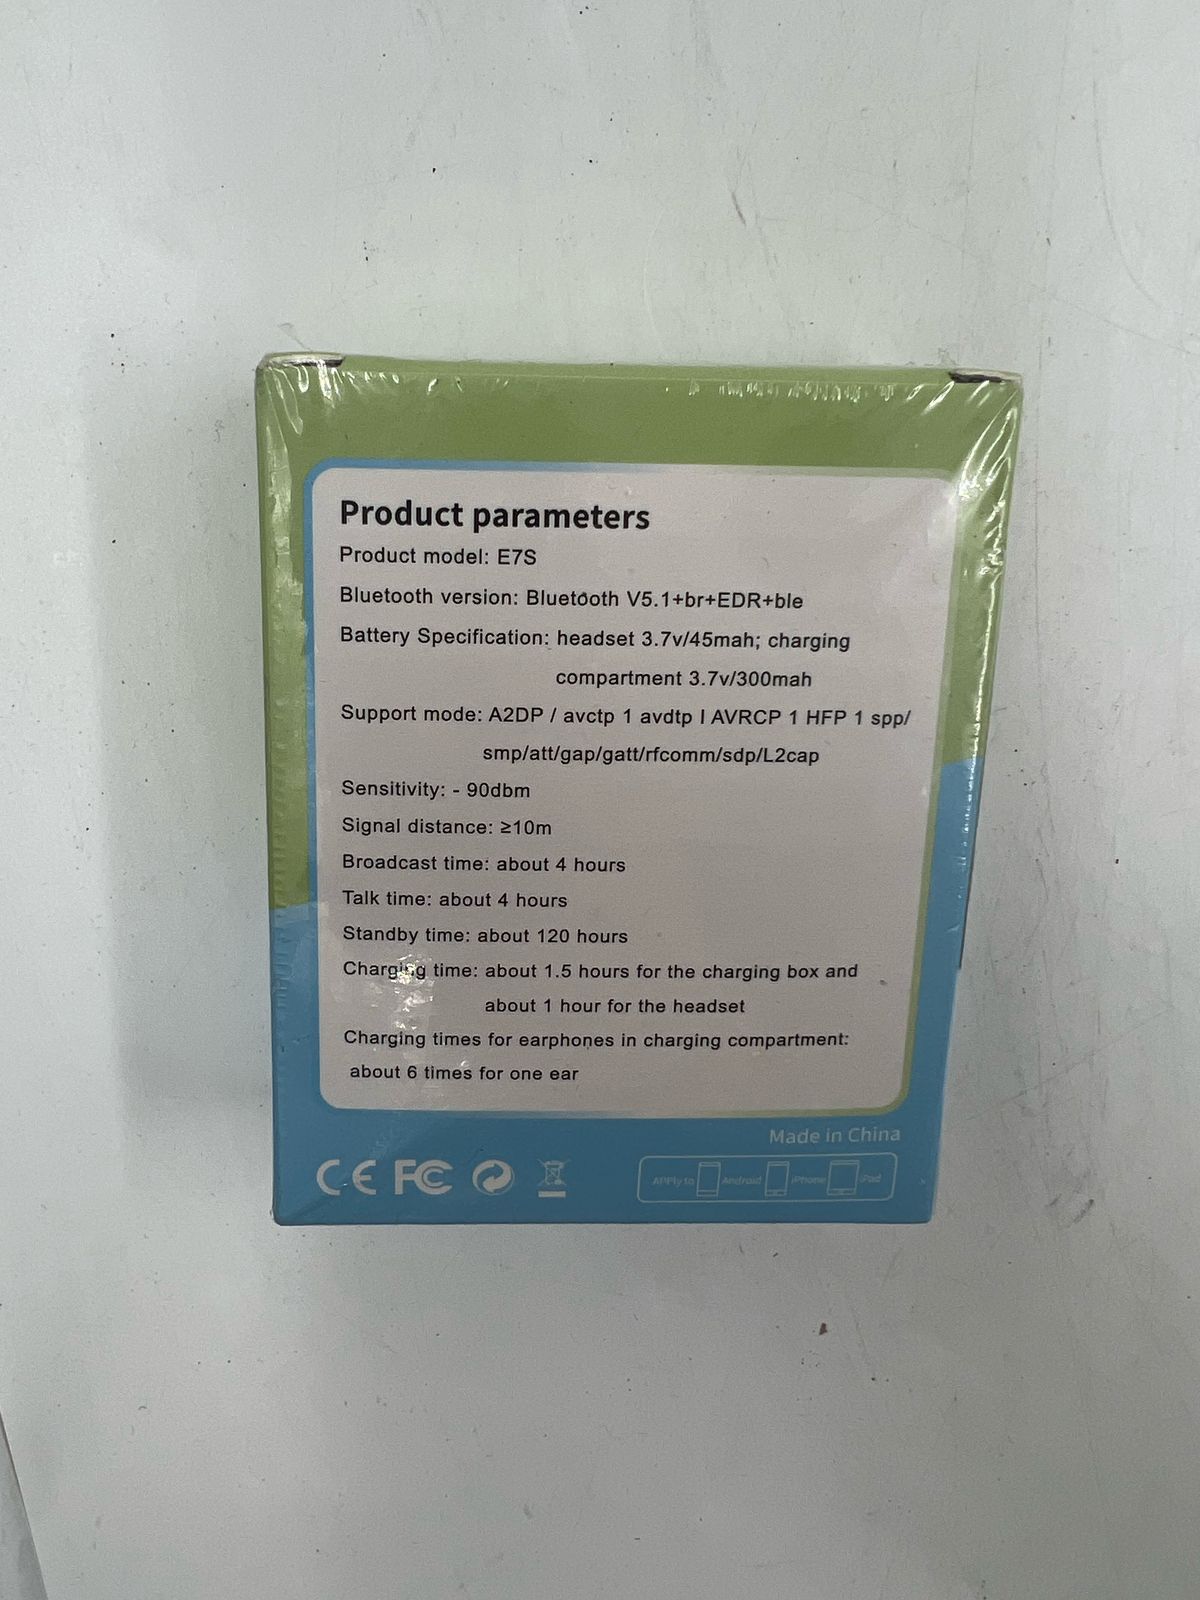 Product parameters
Product model: E7S
Bluetooth version: Bluetooth V5.1+br+EDR+ble
Battery Specification: headset 3.7v/45mah; charging
compartment 3.7v/300mah
Support mode: A2DP / avctp 1 avdtp I AVRCP 1 HFP 1 spp/
smp/att/gap/gatt/rfcomm/sdp/L2cap
Sensitivity: - 90dbm
Signal distance: ≥10m
Broadcast time: about 4 hours
Talk time: about 4 hours
Standby time: about 120 hours
Charging time: about 1.5 hours for the charging box and
about 1 hour for the headset
Charging times for earphones in charging compartment:
about 6 times for one ear
Made in China
CE FC
APPly to Android iPhone iPad